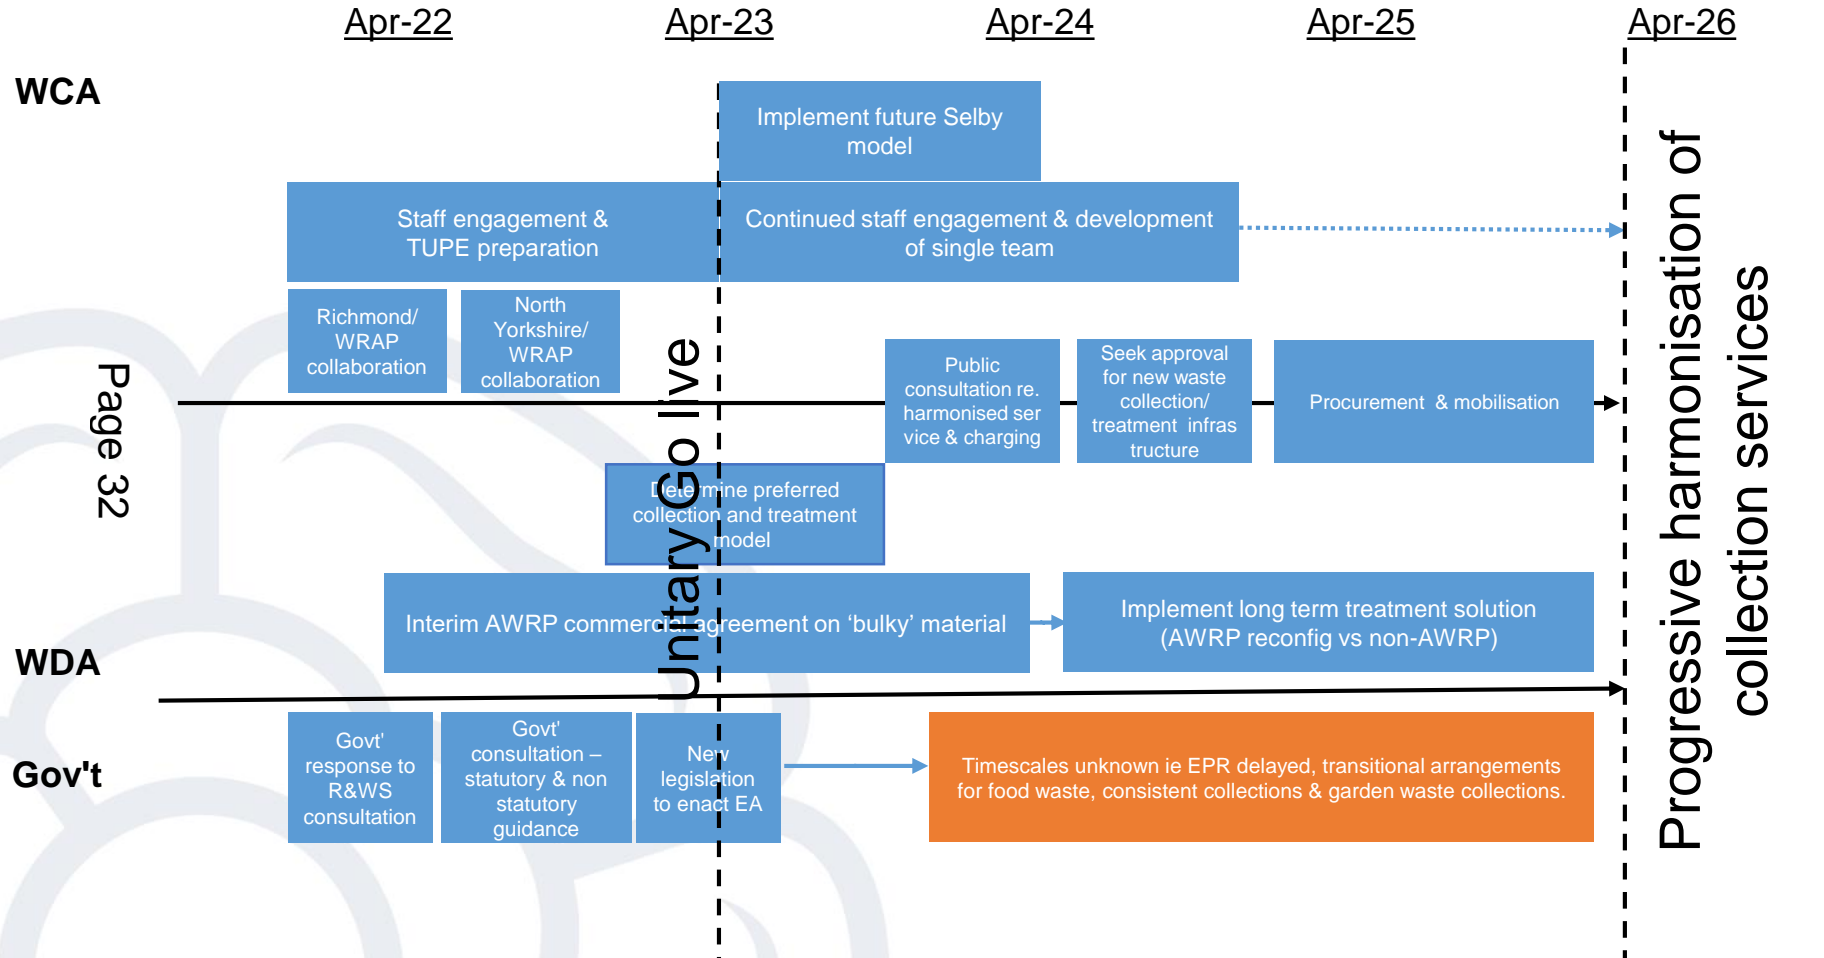 Apr-22
Apr-23
Apr-24
Apr-25
Apr-26
WCA
Implement future Selby
model
Staff engagement &
TUPE preparation
Continued staff engagement & development
of single team
Richmond/
WRAP
collaboration
North
Yorkshire/
WRAP
collaboration
Public
consultation re.
harmonised ser
vice & charging
Seek approval
for new waste
collection/
treatment infras
tructure
Procurement & mobilisation
Page 32
Unitary Go live
Determine preferred
collection and treatment
model
Interim AWRP commercial agreement on ‘bulky’ material
Implement long term treatment solution
(AWRP reconfig vs non-AWRP)
WDA
Gov't
Govt'
response to
R&WS
consultation
Govt'
consultation –
statutory & non
statutory
guidance
New
legislation
to enact EA
Timescales unknown ie EPR delayed, transitional arrangements
for food waste, consistent collections & garden waste collections.
Progressive harmonisation of
collection services